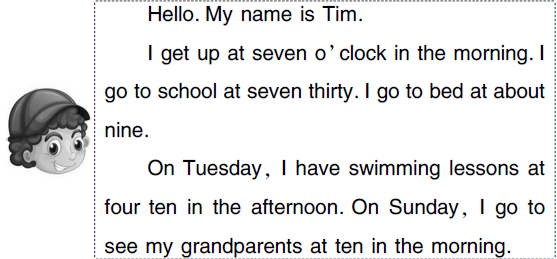 Hello. My name is Tim.
I get up at seven o'clock in the morning. I
go to school at seven thirty. I go to bed at about
nine.
On Tuesday, I have swimming lessons at
four ten in the afternoon. On Sunday, I go to
see my grandparents at ten in the morning.